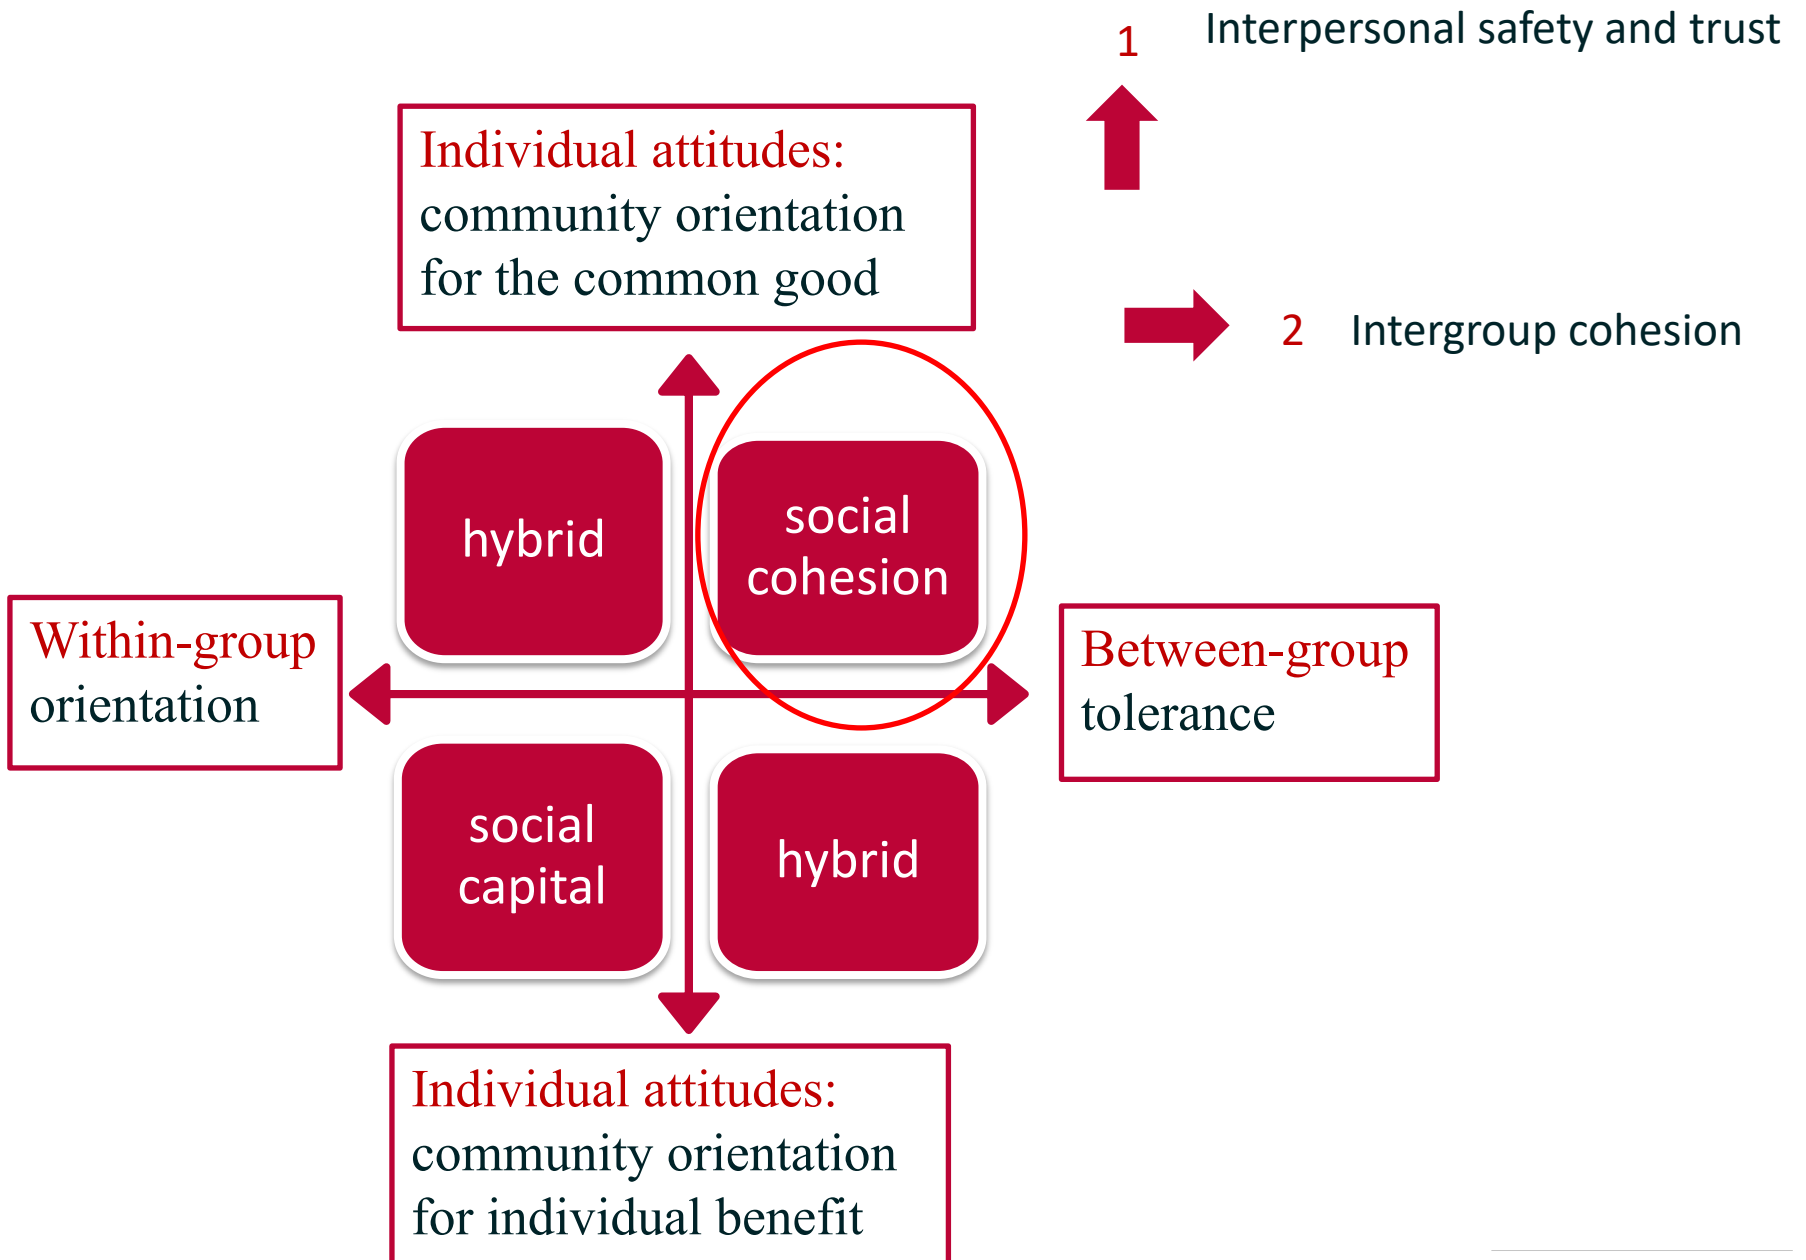 1 Interpersonal safety and trust
Individual attitudes:
community orientation
for the common good
2 Intergroup cohesion
hybrid
social
cohesion
Within-group
orientation
Between-group
tolerance
social
capital
hybrid
Individual attitudes:
community orientation
for individual benefit